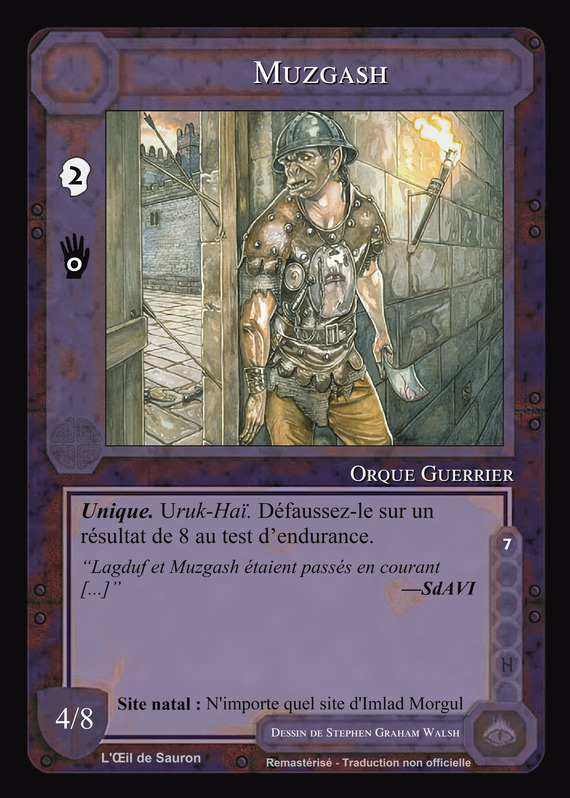 Muzgash
2
0
Orque Guerrier
Unique. Uruk-Haï. Défaussez-le sur un
résultat de 8 au test d’endurance.
“Lagduf et Muzgash étaient passés en courant
[...]” —SdAVI
7
Site natal : N'importe quel site d'Imlad Morgul
4/8
Dessin de Stephen Graham Walsh
L'Œil de Sauron
Remastérisé - Traduction non officielle